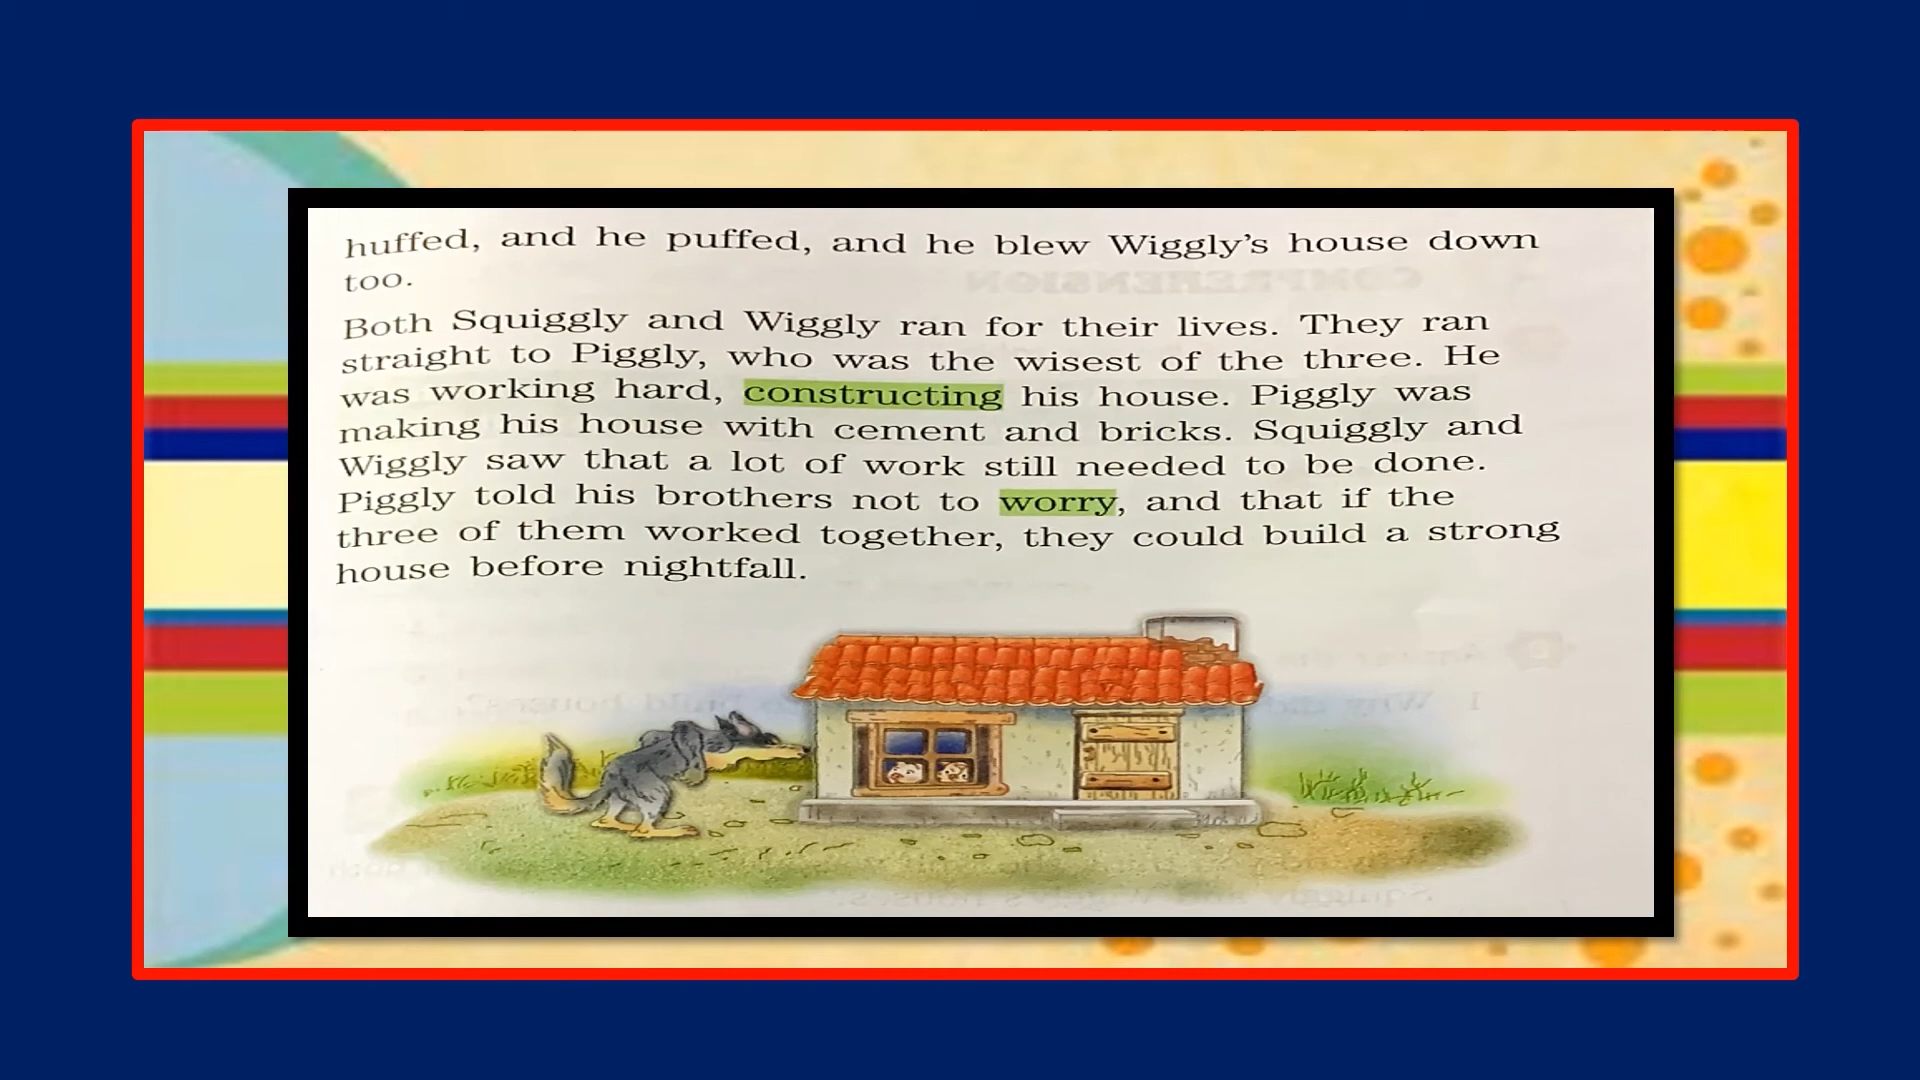 huffed, and he puffed, and he blew Wiggly's house down
too.
Both Squiggly and Wiggly ran for their lives. They ran
straight to Piggly, who was the wisest of the three. He
was working hard, constructing his house. Piggly was
making his house with cement and bricks. Squiggly and
Wiggly saw that a lot of work still needed to be done.
Piggly told his brothers not to worry, and that if the
three of them worked together, they could build a strong
house before nightfall.